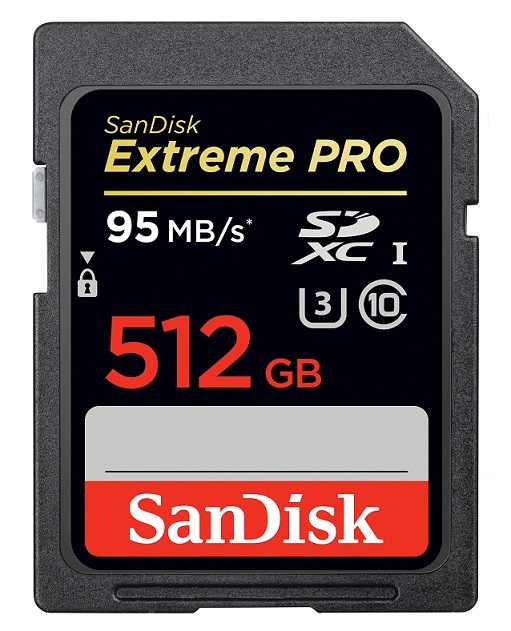 SanDisk
Extreme PRO
95 MB/s*
SD
XC I
3 10
512 GB
SanDisk